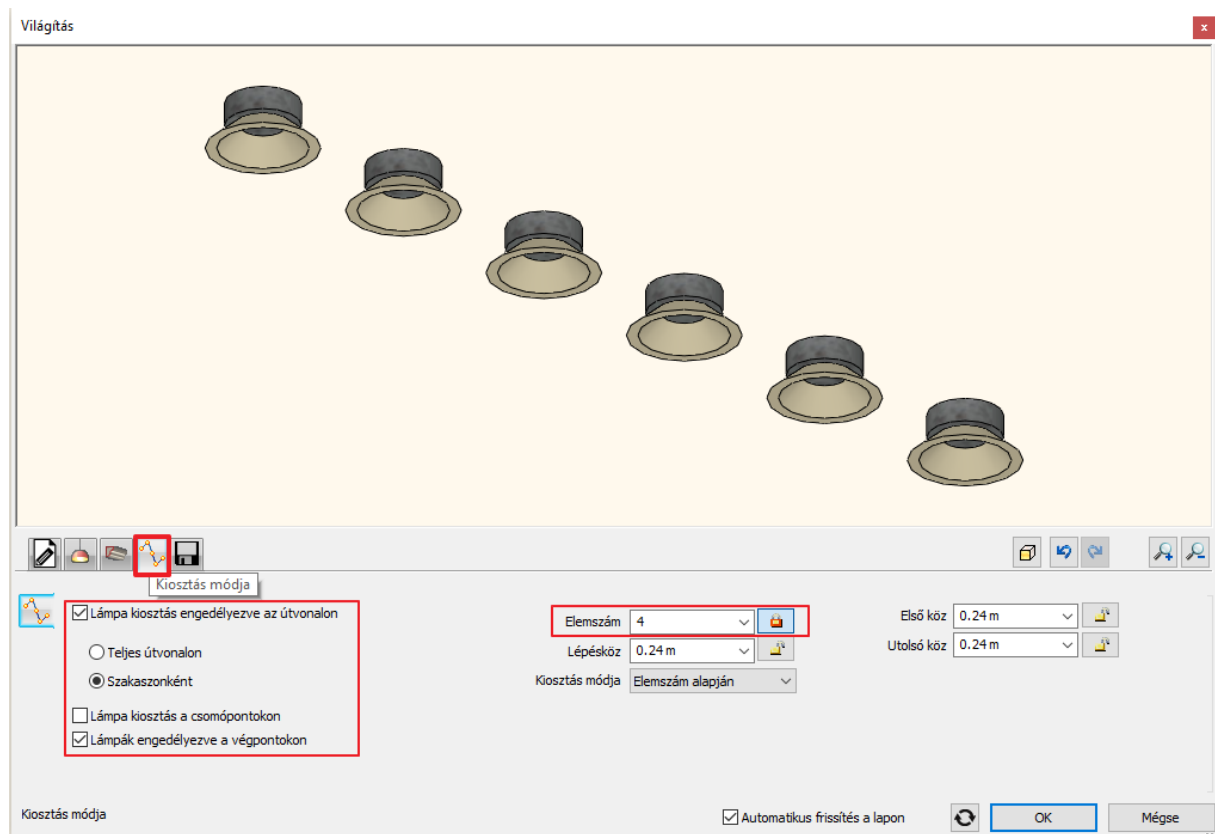 Világítás
x
Kiosztás módja
Lámpa kiosztás engedélyezve az útvonalon
Teljes útvonalon
Szakaszonként
Lámpa kiosztás a csomópontokon
Lámpák engedélyezve a végpontokon
Elemszám 4
Lépésköz 0.24 m
Kiosztás módja Elemszám alapján
Első köz 0.24 m
Utolsó köz 0.24 m
Kiosztás módja
Automatikus frissítés a lapon
OK
Mégse